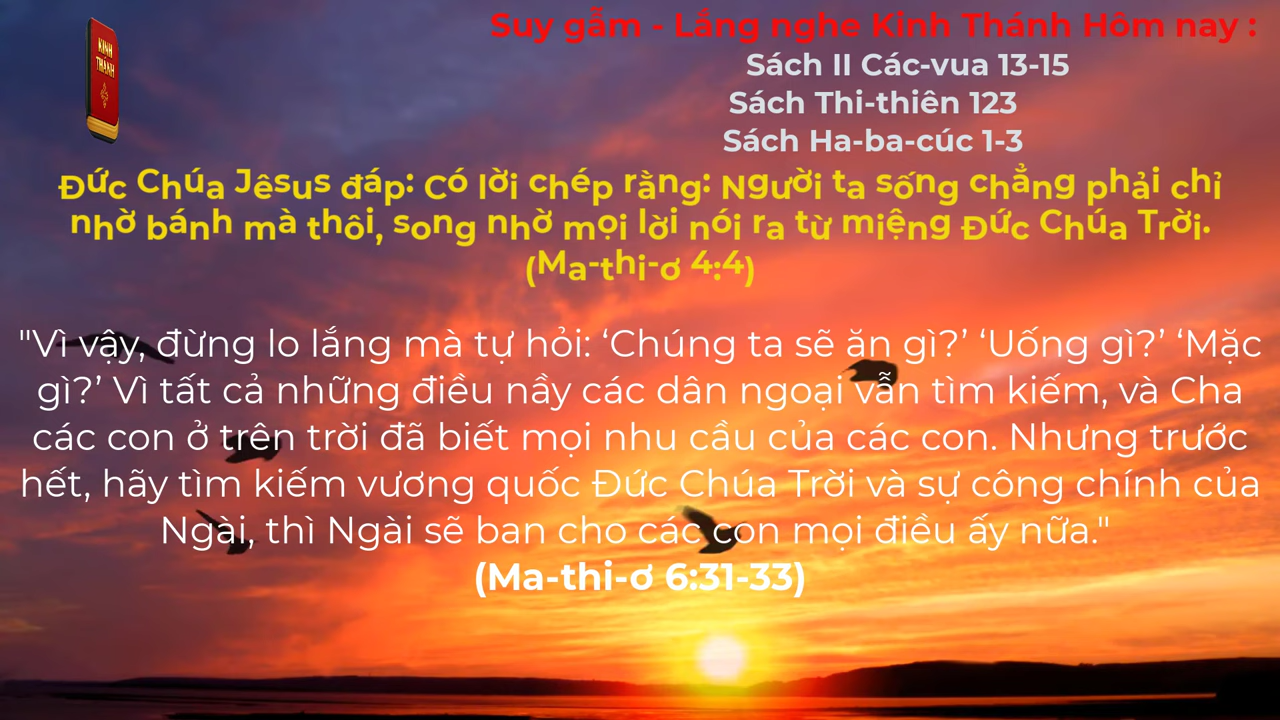 Suy gẫm - Lắng nghe Kinh Thánh Hôm nay :
Sách II Các-vua 13-15
Sách Thi-thiên 123
Sách Ha-ba-cúc 1-3
KINH
THÁNH
Đức Chúa Jêsus đáp: Có lời chép rằng: Người ta sống chẳng phải chỉ
nhờ bánh mà thôi, song nhờ mọi lời nói ra từ miệng Đức Chúa Trời.
(Ma-thi-ơ 4:4)
"Vì vậy, đừng lo lắng mà tự hỏi: ‘Chúng ta sẽ ăn gì?’ ‘Uống gì?’ ‘Mặc
gì?’ Vì tất cả những điều nầy các dân ngoại vẫn tìm kiếm, và Cha
các con ở trên trời đã biết mọi nhu cầu của các con. Nhưng trước
hết, hãy tìm kiếm vương quốc Đức Chúa Trời và sự công chính của
Ngài, thì Ngài sẽ ban cho các con mọi điều ấy nữa."
(Ma-thi-ơ 6:31-33)